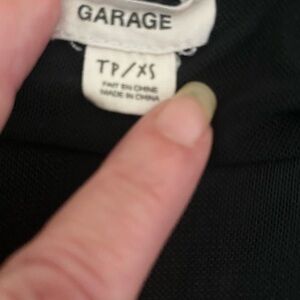 GARAGE
TP/XS
FAIT EN CHINE
MADE IN CHINA